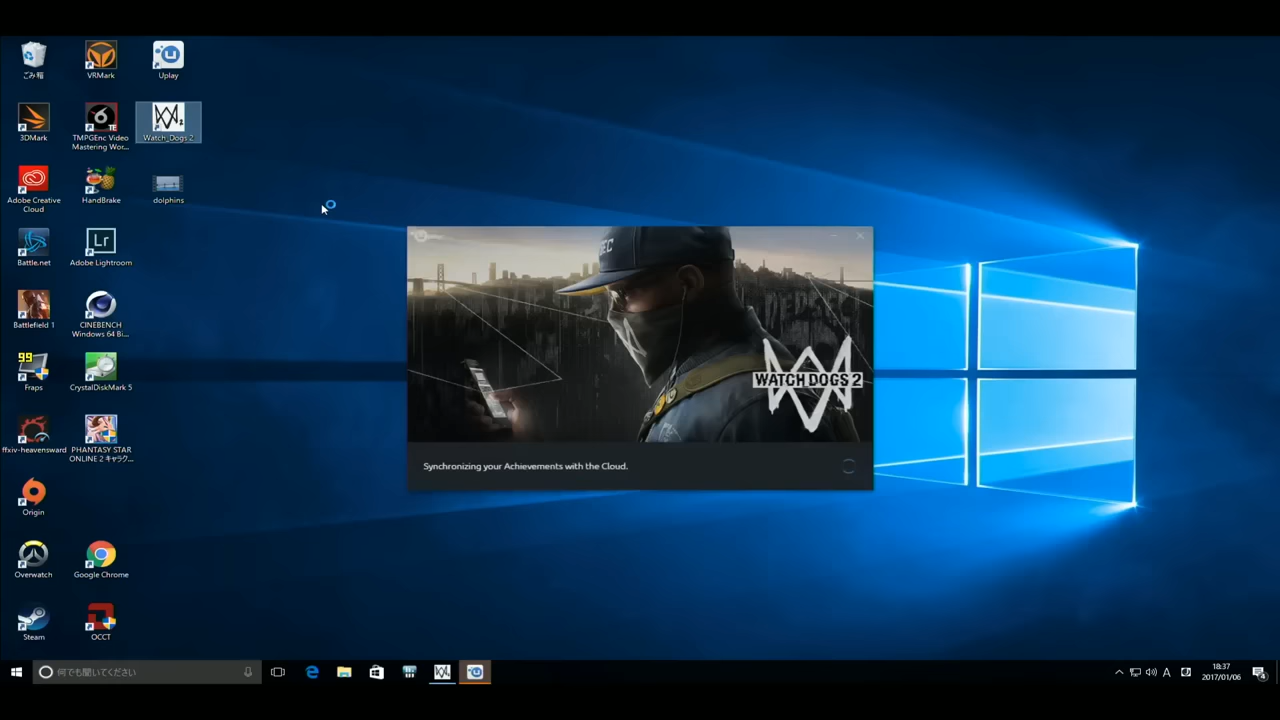 ごみ箱
VRMark
Uplay
3DMark
TMPGEnc Video
Mastering Wor...
Watch_Dogs 2
Adobe Creative
Cloud
HandBrake
dolphins
Battle.net
Adobe Lightroom
Battlefield 1
CINEBENCH
Windows 64 Bi...
99
Fraps
CrystalDiskMark 5
ffxiv-heavensward
PHANTASY STAR
ONLINE 2 キャラク...
Origin
Overwatch
Google Chrome
Steam
OCCT
WATCH DOGS 2
Synchronizing your Achievements with the Cloud.
何でも聞いてください
A
18:37
2017/01/06